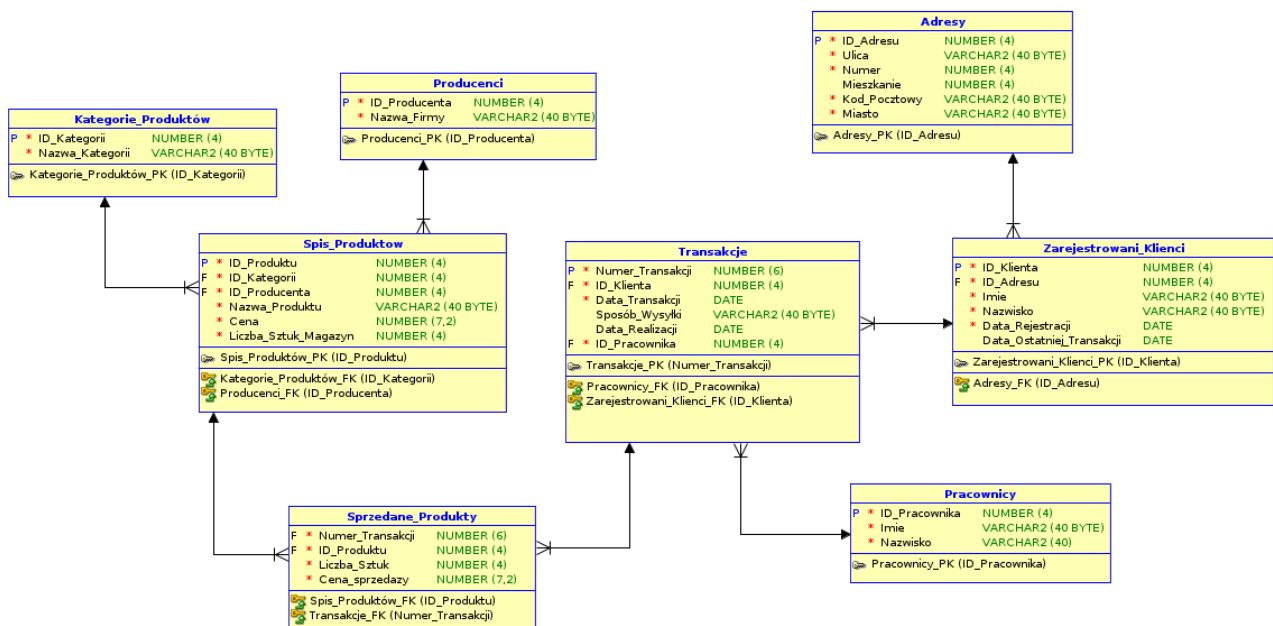 Adresy
P * ID_Adresu NUMBER (4)
* Ulica VARCHAR2 (40 BYTE)
* Numer NUMBER (4)
Mieszkanie NUMBER (4)
* Kod_Pocztowy VARCHAR2 (40 BYTE)
* Miasto VARCHAR2 (40 BYTE)
Adresy_PK (ID_Adresu)
Producenci
P * ID_Producenta NUMBER (4)
* Nazwa_Firmy VARCHAR2 (40 BYTE)
Producenci_PK (ID_Producenta)
Kategorie_Produktów
P * ID_Kategorii NUMBER (4)
* Nazwa_Kategorii VARCHAR2 (40 BYTE)
Kategorie_Produktów_PK (ID_Kategorii)
Spis_Produktow
P * ID_Produktu NUMBER (4)
F * ID_Kategorii NUMBER (4)
F * ID_Producenta NUMBER (4)
* Nazwa_Produktu VARCHAR2 (40 BYTE)
* Cena NUMBER (7,2)
* Liczba_Sztuk_Magazyn NUMBER (4)
Spis_Produktów_PK (ID_Produktu)
Kategorie_Produktów_FK (ID_Kategorii)
Producenci_FK (ID_Producenta)
Transakcje
P * Numer_Transakcji NUMBER (6)
F * ID_Klienta NUMBER (4)
* Data_Transakcji DATE
Sposób_Wysyłki VARCHAR2 (40 BYTE)
Data_Realizacji DATE
F * ID_Pracownika NUMBER (4)
Transakcje_PK (Numer_Transakcji)
Pracownicy_FK (ID_Pracownika)
Zarejestrowani_Klienci_FK (ID_Klienta)
Zarejestrowani_Klienci
P * ID_Klienta NUMBER (4)
F * ID_Adresu NUMBER (4)
* Imie VARCHAR2 (40 BYTE)
* Nazwisko VARCHAR2 (40 BYTE)
* Data_Rejestracji DATE
Data_Ostatniej_Transakcji DATE
Zarejestrowani_Klienci_PK (ID_Klienta)
Adresy_FK (ID_Adresu)
Sprzedane_Produkty
F * Numer_Transakcji NUMBER (6)
F * ID_Produktu NUMBER (4)
* Liczba_Sztuk NUMBER (4)
* Cena_sprzedazy NUMBER (7,2)
Spis_Produktów_FK (ID_Produktu)
Transakcje_FK (Numer_Transakcji)
Pracownicy
P * ID_Pracownika NUMBER (4)
* Imie VARCHAR2 (40 BYTE)
* Nazwisko VARCHAR2 (40)
Pracownicy_PK (ID_Pracownika)